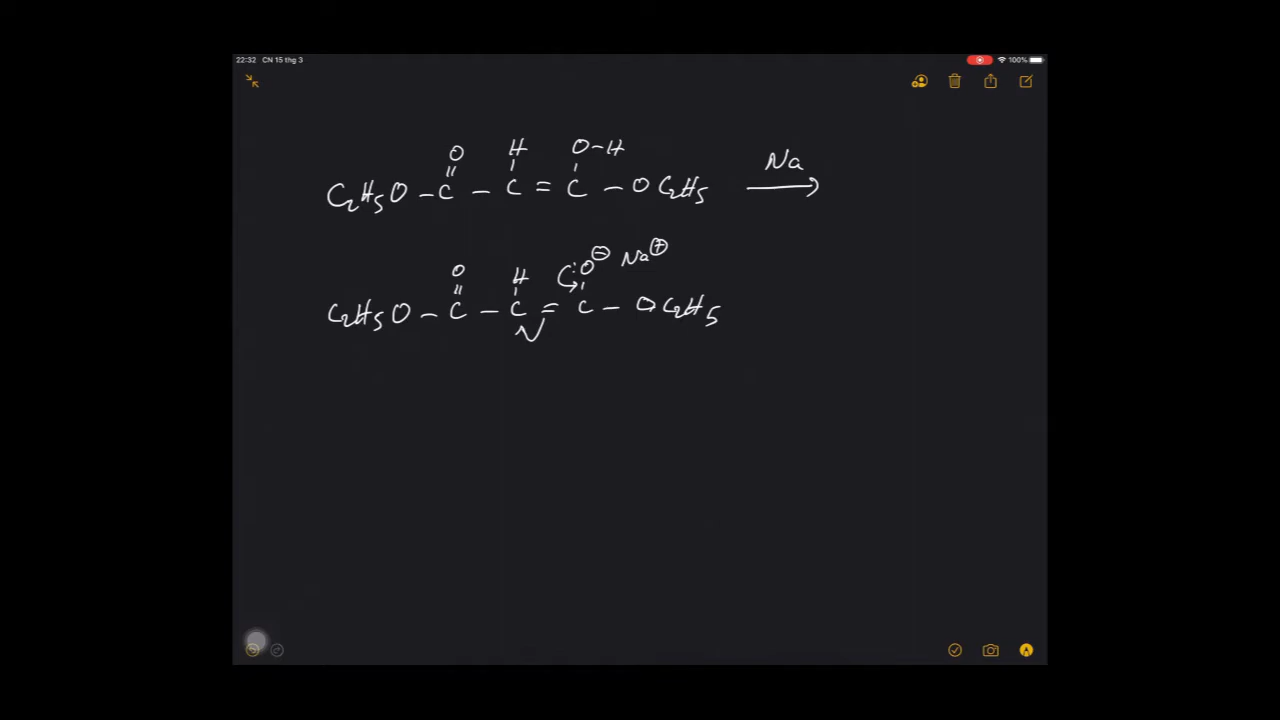 22:32 CN 15 thg 3 100%
O H O-H
|| | |
C₂H₅O - C - C = C - OC₂H₅ Na →
O H :O⊖ Na⊕
|| | |
C₂H₅O - C - C = C - OC₂H₅